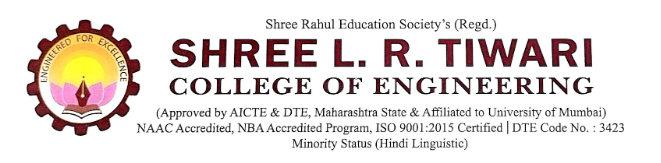 ENGINEERED FOR EXCELLENCE
Shree Rahul Education Society's (Regd.)
SHREE L. R. TIWARI
COLLEGE OF ENGINEERING
(Approved by AICTE & DTE, Maharashtra State & Affiliated to University of Mumbai)
NAAC Accredited, NBA Accredited Program, ISO 9001:2015 Certified | DTE Code No. : 3423
Minority Status (Hindi Linguistic)